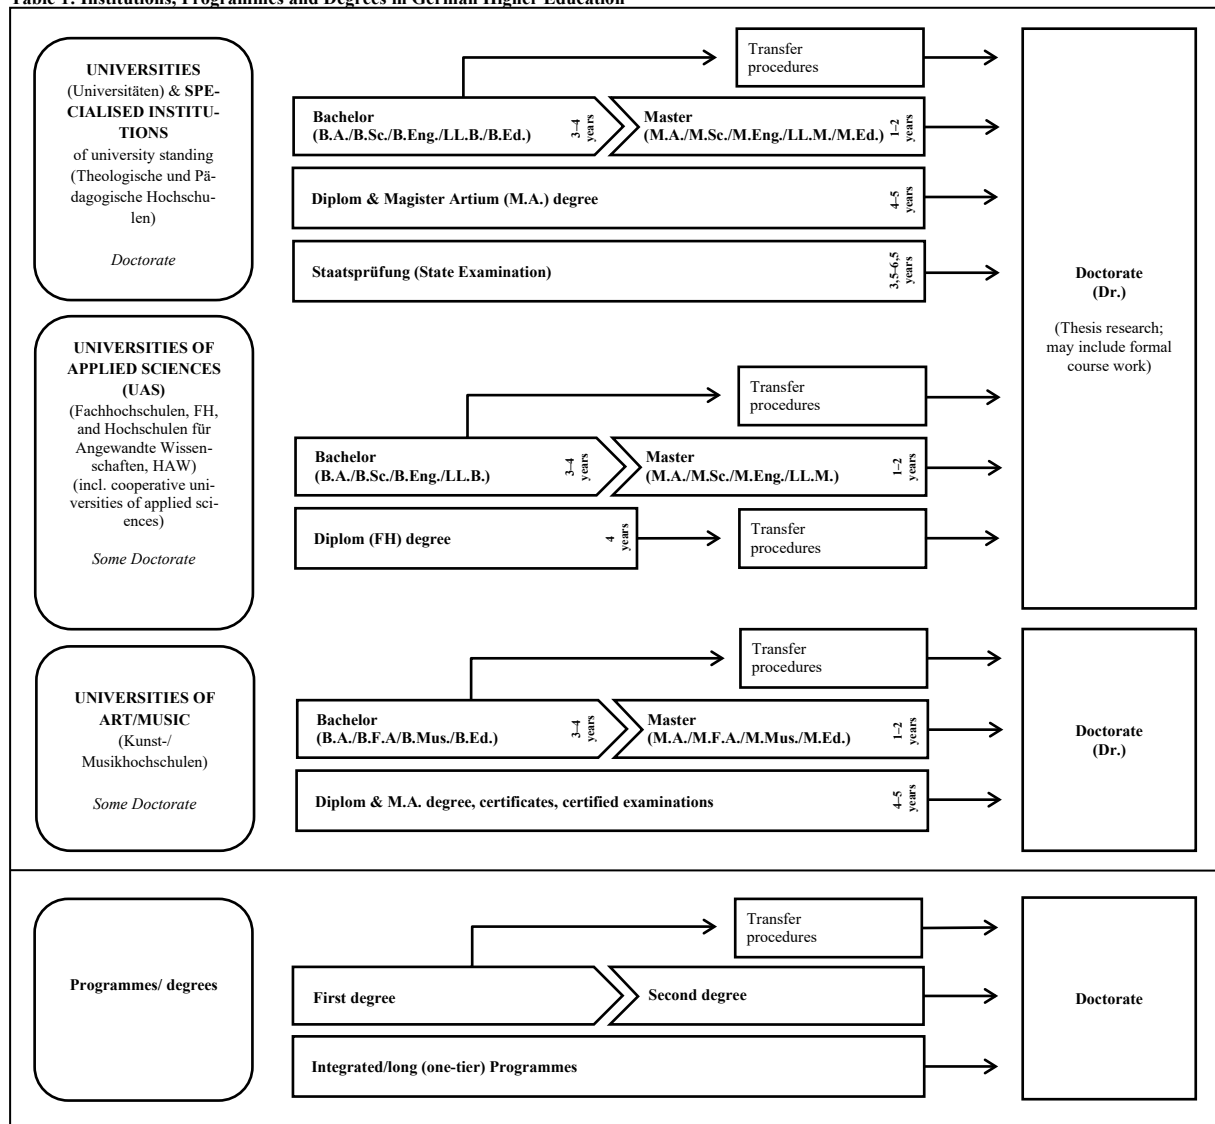 Table 1: Institutions, Programmes and Degrees in German Higher Education
UNIVERSITIES
(Universitäten) & SPE-
CIALISED INSTITU-
TIONS
of university standing
(Theologische und Pä-
dagogische Hochschu-
len)
Doctorate
Transfer
procedures
Bachelor
(B.A./B.Sc./B.Eng./LL.B./B.Ed.)
3–4
years
Master
(M.A./M.Sc./M.Eng./LL.M./M.Ed.)
1–2
years
Diplom & Magister Artium (M.A.) degree
4–5
years
Staatsprüfung (State Examination)
3,5–6,5
years
Doctorate
(Dr.)
(Thesis research;
may include formal
course work)
UNIVERSITIES OF
APPLIED SCIENCES
(UAS)
(Fachhochschulen, FH,
and Hochschulen für
Angewandte Wissen-
schaften, HAW)
(incl. cooperative uni-
versities of applied sci-
ences)
Some Doctorate
Transfer
procedures
Bachelor
(B.A./B.Sc./B.Eng./LL.B.)
3–4
years
Master
(M.A./M.Sc./M.Eng./LL.M.)
1–2
years
Diplom (FH) degree
4
years
Transfer
procedures
UNIVERSITIES OF
ART/MUSIC
(Kunst-/
Musikhochschulen)
Some Doctorate
Transfer
procedures
Bachelor
(B.A./B.F.A/B.Mus./B.Ed.)
3–4
years
Master
(M.A./M.F.A./M.Mus./M.Ed.)
1–2
years
Diplom & M.A. degree, certificates, certified examinations
4–5
years
Doctorate
(Dr.)
Programmes/ degrees
Transfer
procedures
First degree
Second degree
Integrated/long (one-tier) Programmes
Doctorate